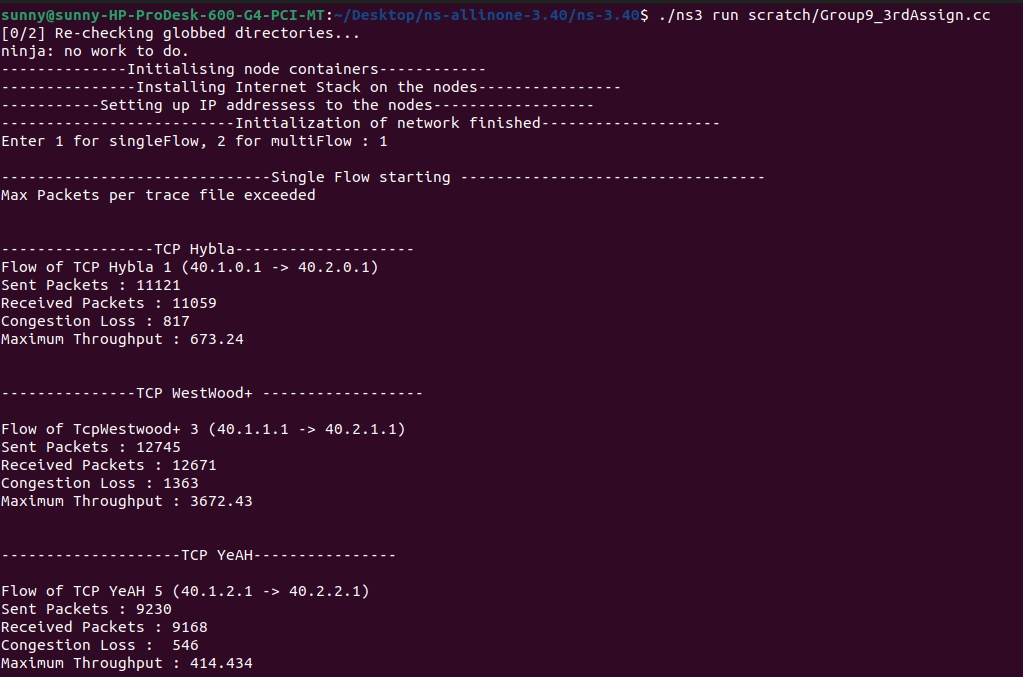 sunny@sunny-HP-ProDesk-600-G4-PCI-MT:~/Desktop/ns-allinone-3.40/ns-3.40$ ./ns3 run scratch/Group9_3rdAssign.cc
[0/2] Re-checking globbed directories...
ninja: no work to do.
--------------Initialising node containers------------
---------------Installing Internet Stack on the nodes----------------
-----------Setting up IP addressess to the nodes------------------
--------------------------Initialization of network finished--------------------
Enter 1 for singleFlow, 2 for multiFlow : 1
------------------------------Single Flow starting ----------------------------------
Max Packets per trace file exceeded
-----------------TCP Hybla--------------------
Flow of TCP Hybla 1 (40.1.0.1 -> 40.2.0.1)
Sent Packets : 11121
Received Packets : 11059
Congestion Loss : 817
Maximum Throughput : 673.24
---------------TCP WestWood+ ------------------
Flow of TcpWestwood+ 3 (40.1.1.1 -> 40.2.1.1)
Sent Packets : 12745
Received Packets : 12671
Congestion Loss : 1363
Maximum Throughput : 3672.43
--------------------TCP YeAH----------------
Flow of TCP YeAH 5 (40.1.2.1 -> 40.2.2.1)
Sent Packets : 9230
Received Packets : 9168
Congestion Loss :  546
Maximum Throughput : 414.434